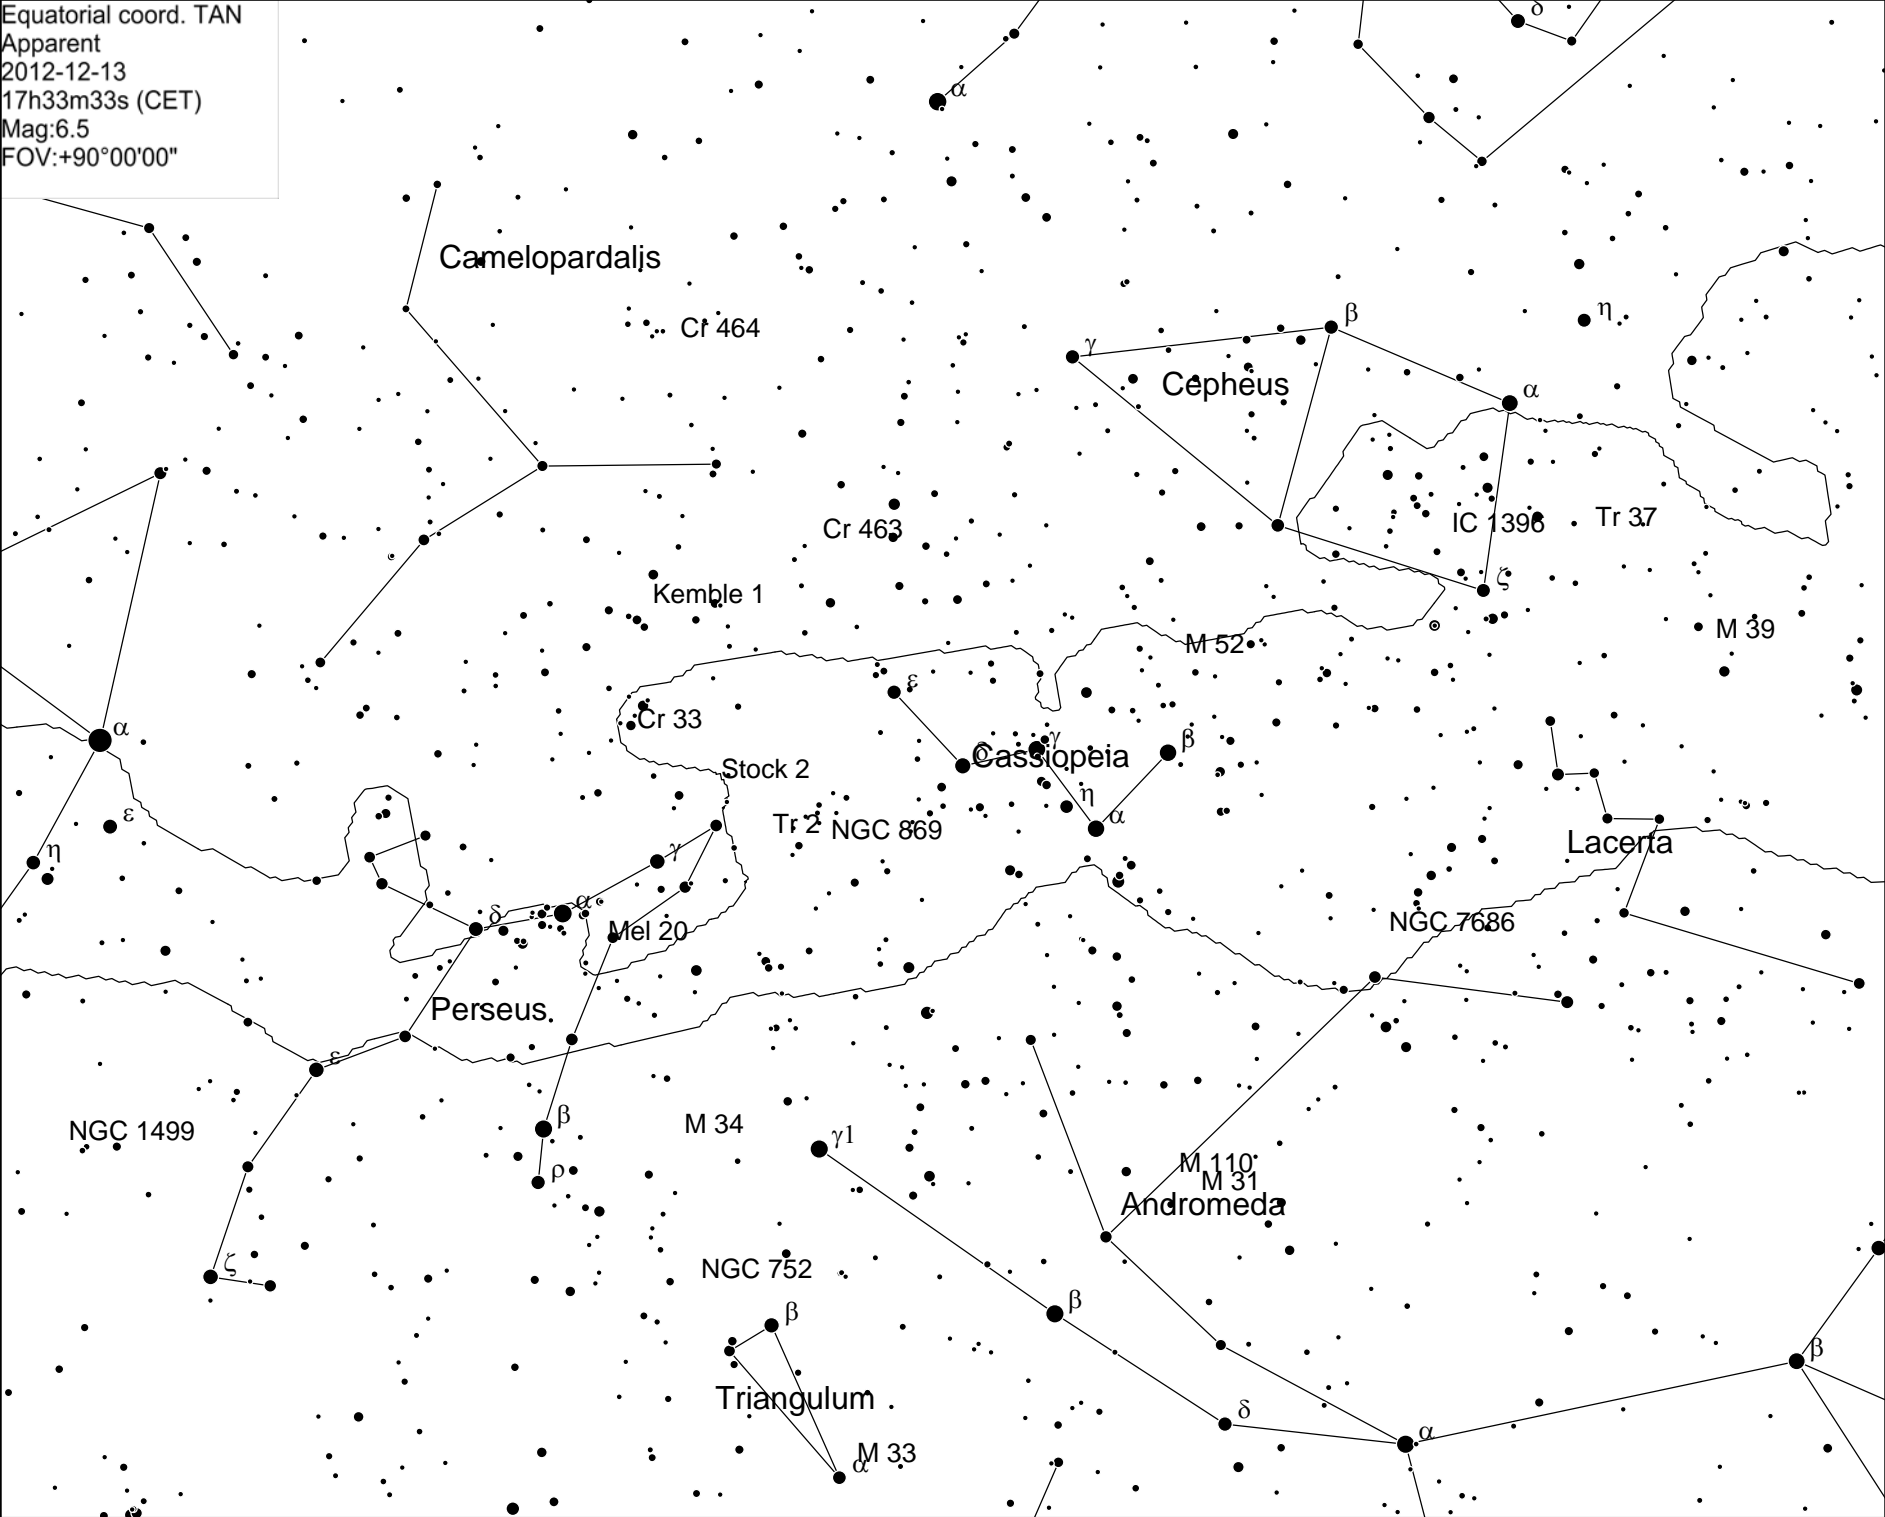 Equatorial coord. TAN
Apparent
2012-12-13
17h33m33s (CET)
Mag:6.5
FOV:+90°00'00"
δ
α
Camelopardalis
η
Cr 464
β
γ
Cepheus
α
Cr 463
IC 1396
Tr 37
ζ
Kemble 1
M 39
M 52
ε
Cr 33
α
γ
β
δ
Cassiopeia
Stock 2
η
ε
α
Tr 2
NGC 869
Lacerta
η
γ
α
δ
NGC 7686
Mel 20
Perseus
ε
β
M 34
NGC 1499
γ1
M 110
ρ
M 31
Andromeda
ζ
NGC 752
β
β
β
Triangulum
δ
α
M 33
α